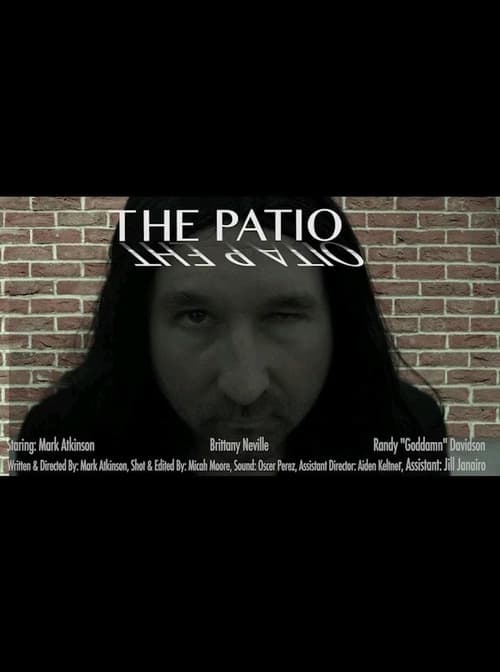 THE PATIO
THE PATIO
Staring: Mark Atkinson Brittany Neville Randy "Goddamn" Davidson
Written & Directed By: Mark Atkinson, Shot & Edited By: Micah Moore, Sound: Oscer Perez, Assistant Director: Aiden Keltner, Assistant: Jill Janairo